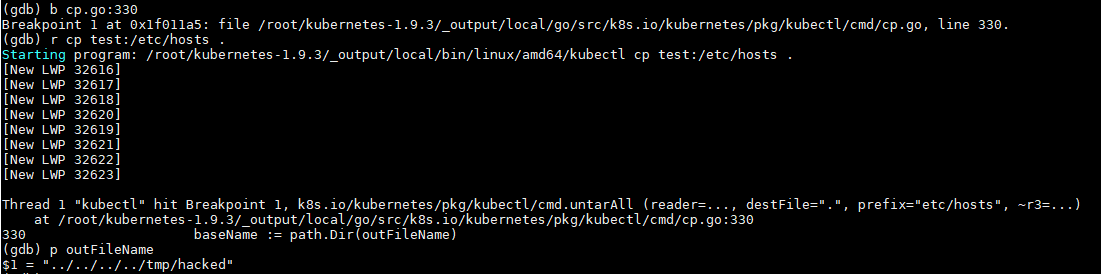 (gdb) b cp.go:330
Breakpoint 1 at 0x1f011a5: file /root/kubernetes-1.9.3/_output/local/go/src/k8s.io/kubernetes/pkg/kubectl/cmd/cp.go, line 330.
(gdb) r cp test:/etc/hosts .
Starting program: /root/kubernetes-1.9.3/_output/local/bin/linux/amd64/kubectl cp test:/etc/hosts .
[New LWP 32616]
[New LWP 32617]
[New LWP 32618]
[New LWP 32620]
[New LWP 32619]
[New LWP 32621]
[New LWP 32622]
[New LWP 32623]
Thread 1 "kubectl" hit Breakpoint 1, k8s.io/kubernetes/pkg/kubectl/cmd.untarAll (reader=..., destFile=".", prefix="etc/hosts", ~r3=...)
    at /root/kubernetes-1.9.3/_output/local/go/src/k8s.io/kubernetes/pkg/kubectl/cmd/cp.go:330
330                     baseName := path.Dir(outFileName)
(gdb) p outFileName
$1 = "../../../../tmp/hacked"